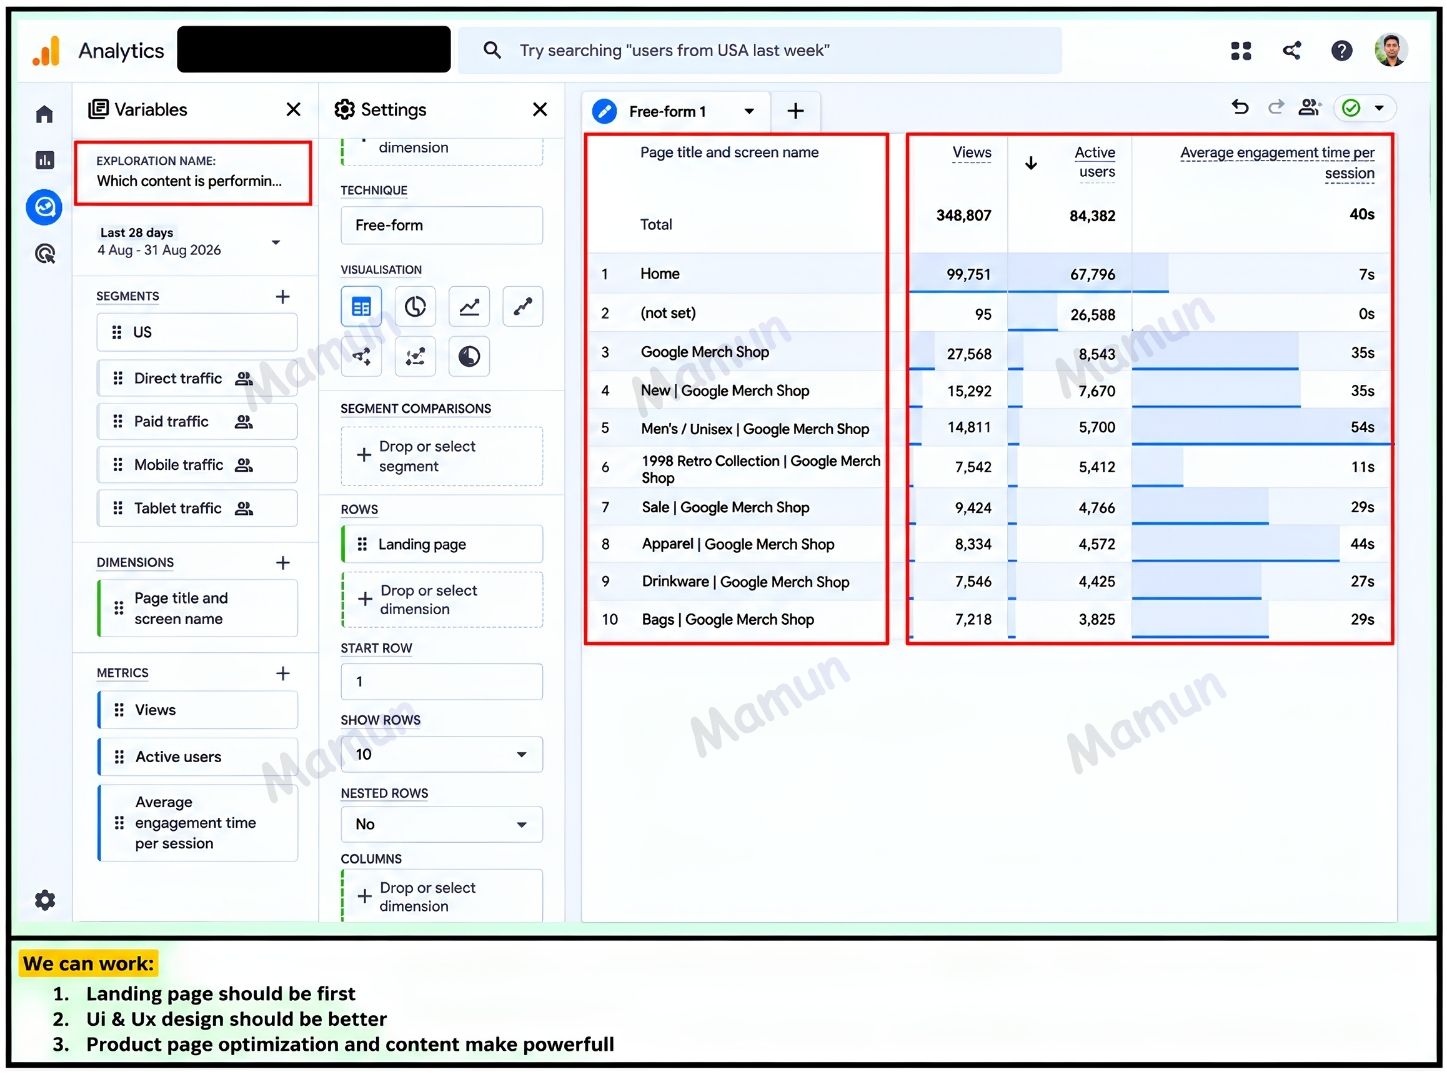 Analytics
Try searching "users from USA last week"
Variables
EXPLORATION NAME:
Which content is performin...
Last 28 days
4 Aug - 31 Aug 2026
SEGMENTS
US
Direct traffic
Paid traffic
Mobile traffic
Tablet traffic
DIMENSIONS
Page title and
screen name
METRICS
Views
Active users
Average
engagement time
per session
Settings
dimension
TECHNIQUE
Free-form
VISUALISATION
SEGMENT COMPARISONS
Drop or select
segment
ROWS
Landing page
Drop or select
dimension
START ROW
1
SHOW ROWS
10
NESTED ROWS
No
COLUMNS
Drop or select
dimension
Free-form 1
Page title and screen name
Views
Active
users
Average engagement time per
session
Total 348,807 84,382 40s
1 Home 99,751 67,796 7s
2 (not set) 95 26,588 0s
3 Google Merch Shop 27,568 8,543 35s
4 New | Google Merch Shop 15,292 7,670 35s
5 Men's / Unisex | Google Merch Shop 14,811 5,700 54s
6 1998 Retro Collection | Google Merch
Shop 7,542 5,412 11s
7 Sale | Google Merch Shop 9,424 4,766 29s
8 Apparel | Google Merch Shop 8,334 4,572 44s
9 Drinkware | Google Merch Shop 7,546 4,425 27s
10 Bags | Google Merch Shop 7,218 3,825 29s
Mamun
Mamun
Mamun
Mamun
Mamun
Mamun
We can work:
1. Landing page should be first
2. Ui & Ux design should be better
3. Product page optimization and content make powerfull